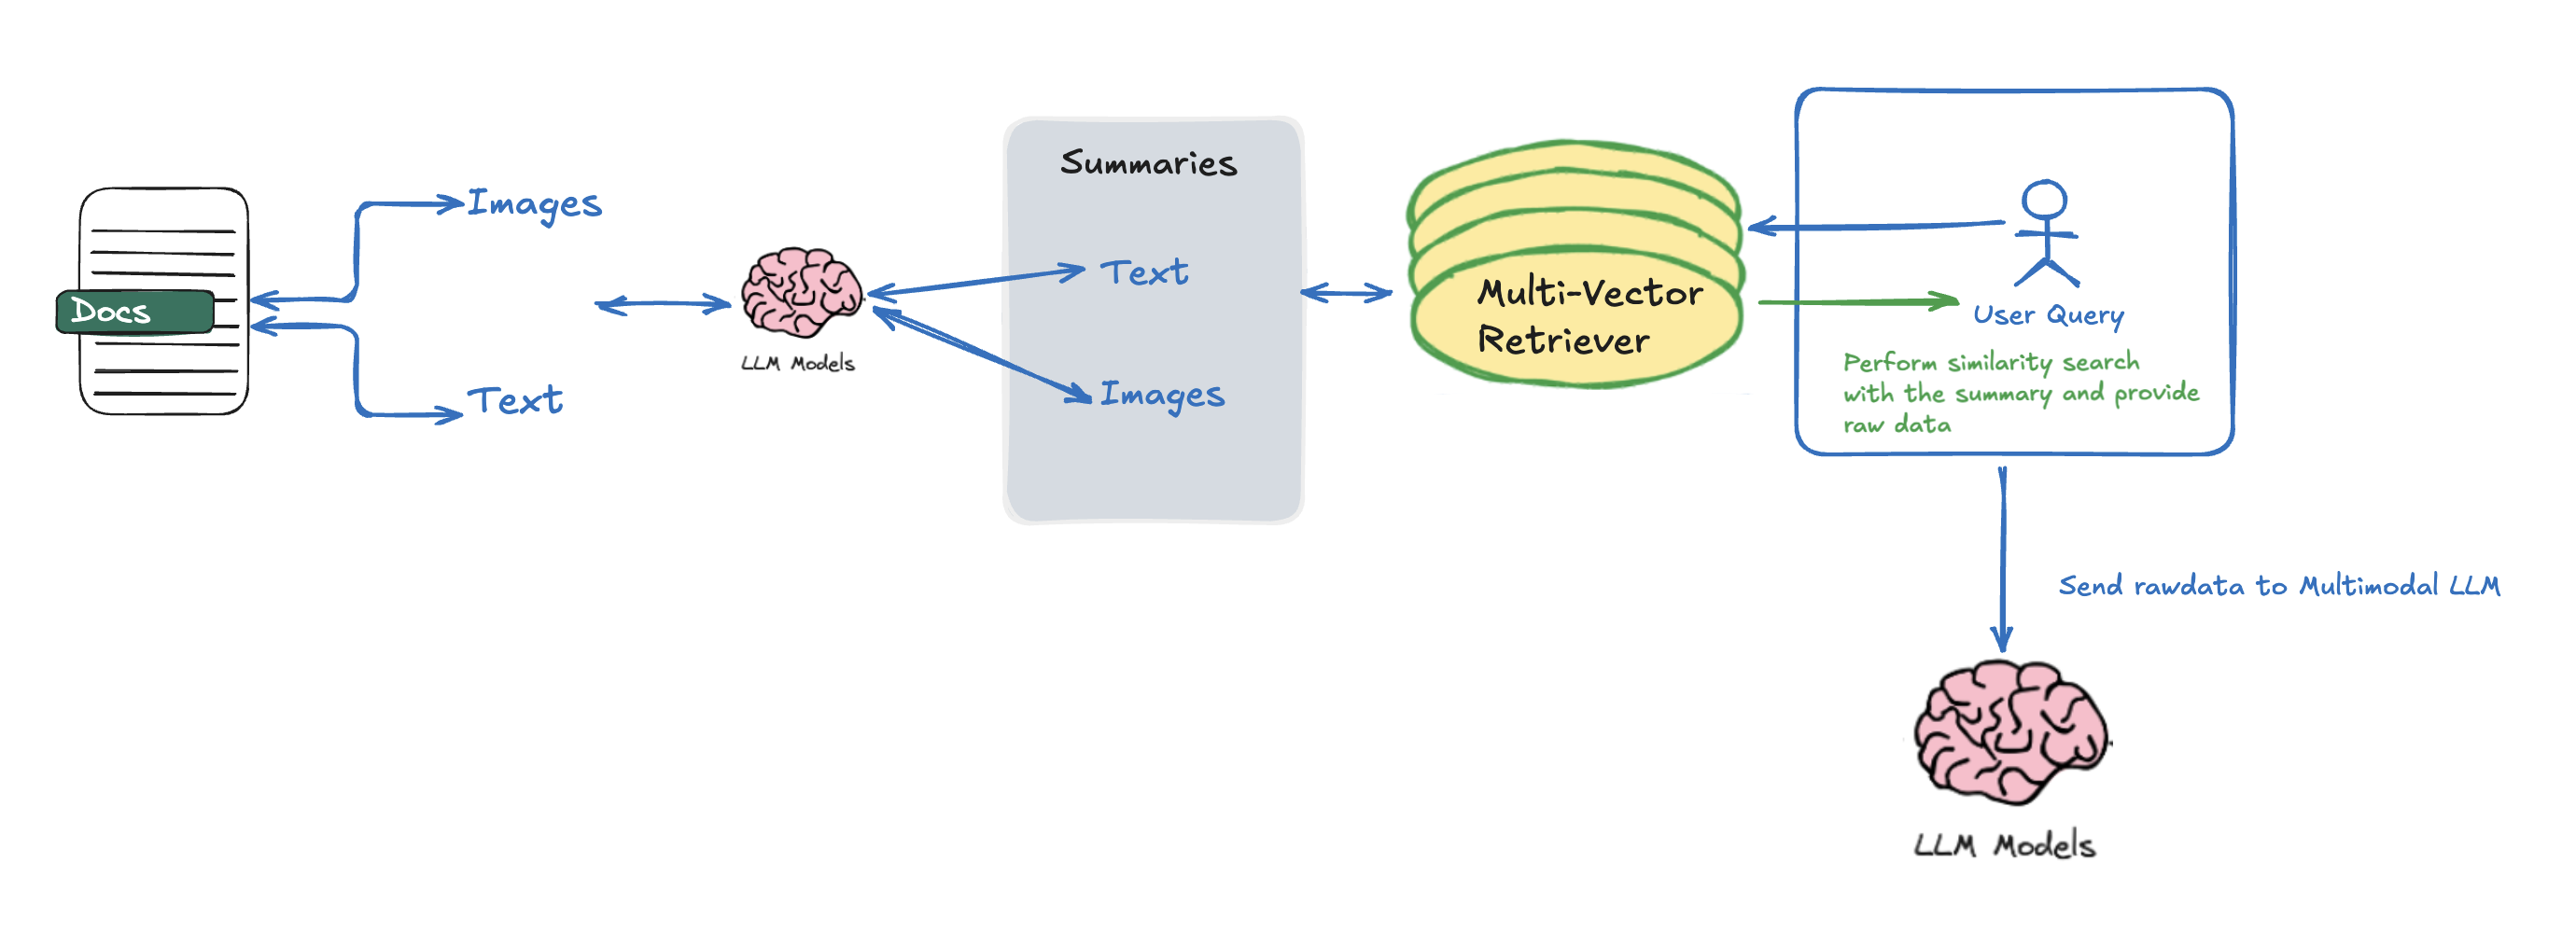 Docs
Images
Text
LLM Models
Summaries
Text
Images
Multi-Vector
Retriever
User Query
Perform similarity search
with the summary and provide
raw data
Send rawdata to Multimodal LLM
LLM Models